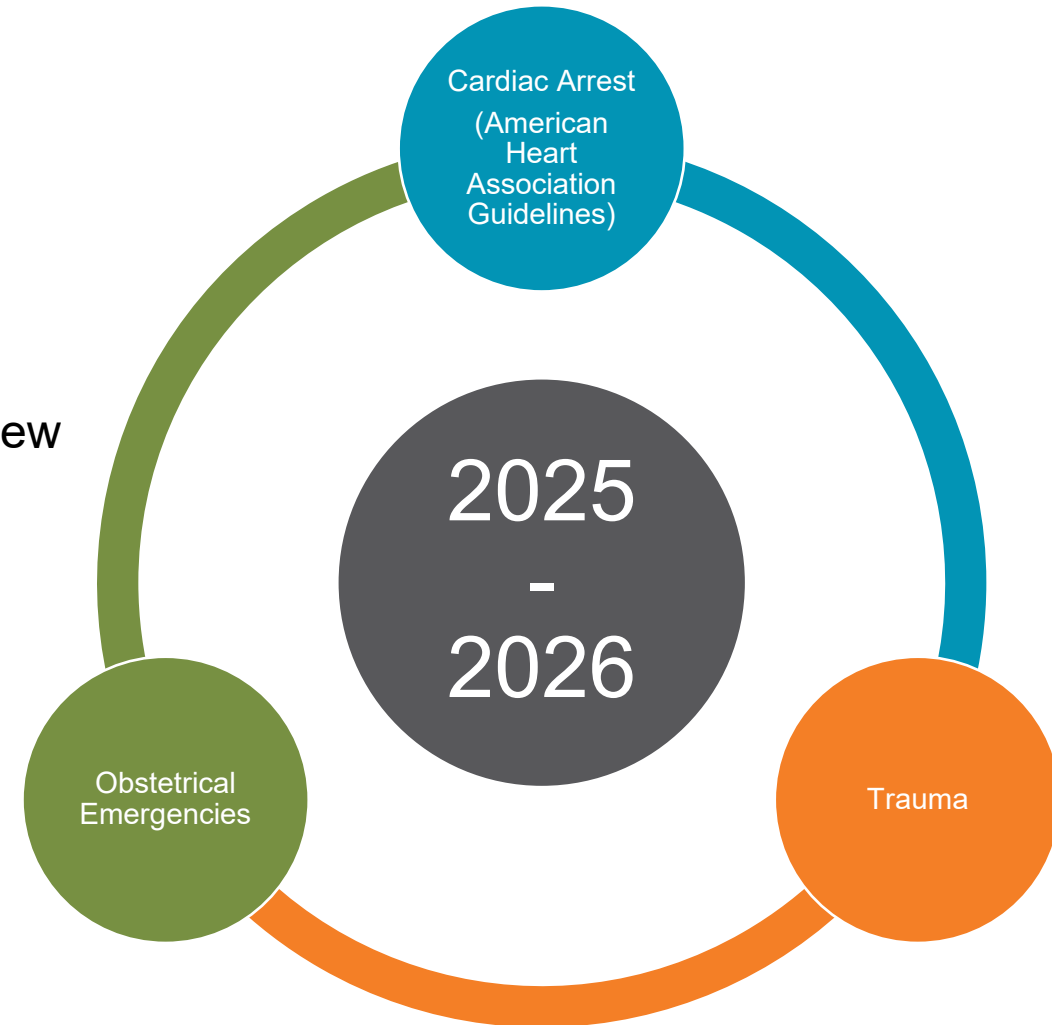 Cardiac Arrest
(American
Heart
Association
Guidelines)
ew
2025
-
2026
Obstetrical
Emergencies
Trauma